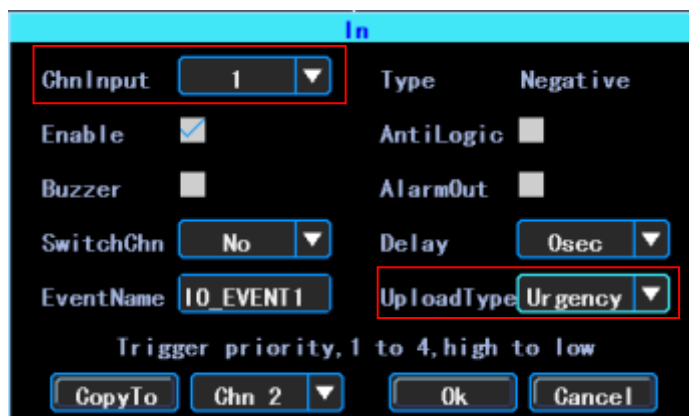 In
ChnInput 1 Type Negative
Enable AntiLogic
Buzzer AlarmOut
SwitchChn No Delay 0sec
EventName IO_EVENT1 UploadType Urgency
Trigger priority,1 to 4,high to low
CopyTo Chn 2 Ok Cancel